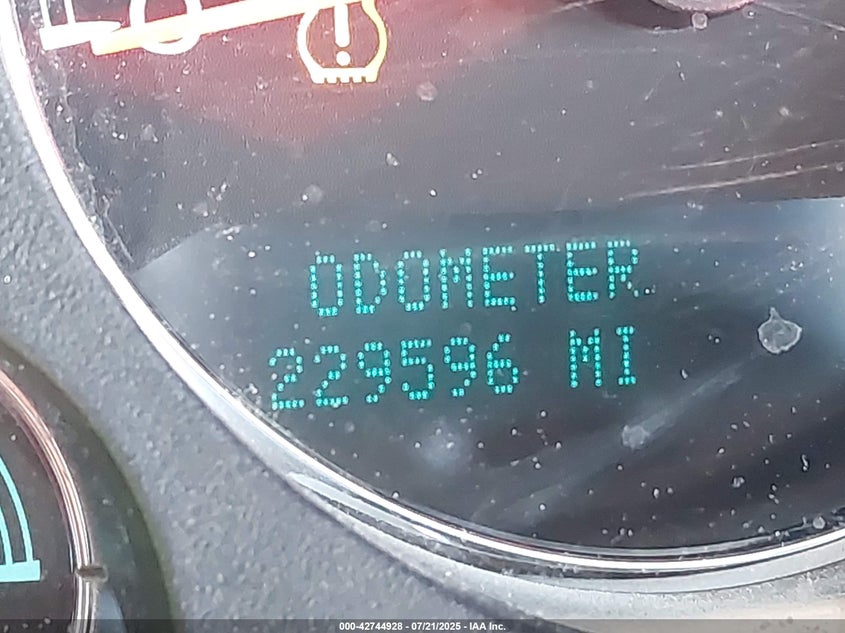 ODOMETER
229596 MI
000-42744928 - 07/21/2025 - IAA Inc.